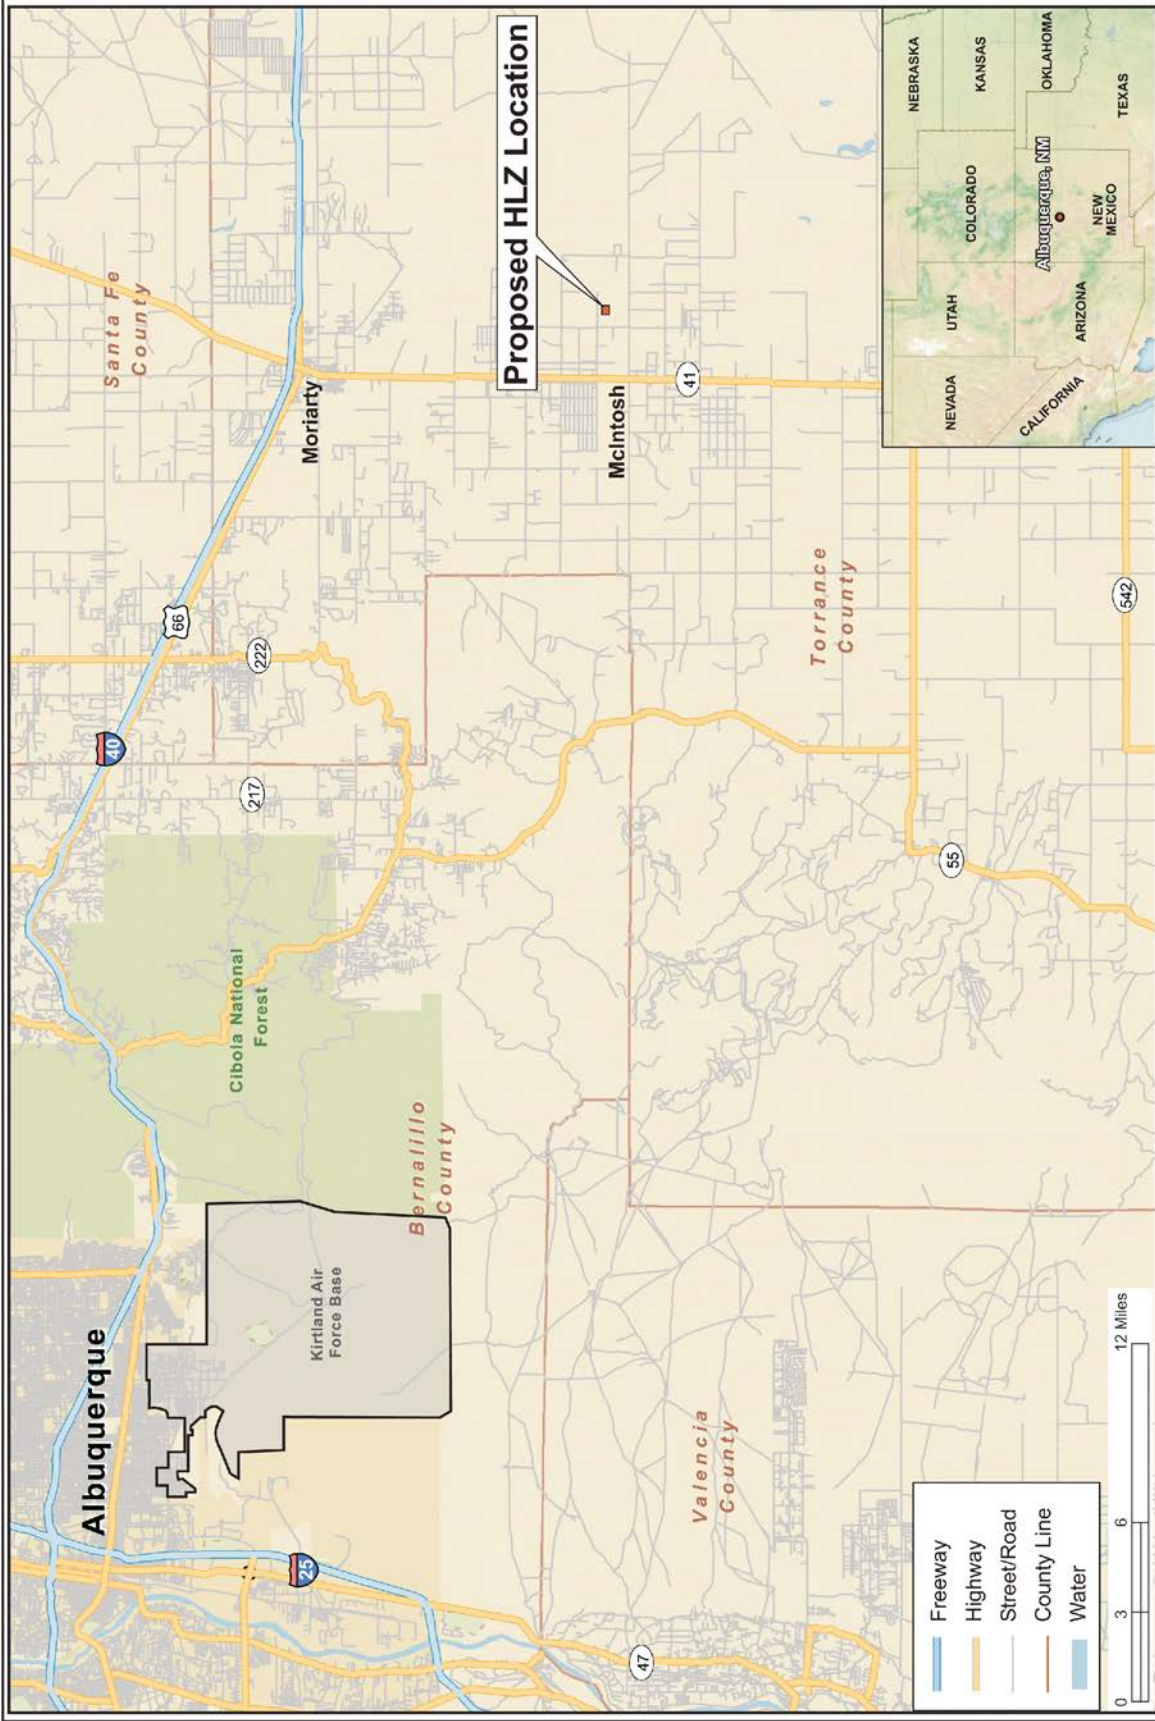 Albuquerque
Kirtland Air
Force Base
Cibola National
Forest
Bernalillo
County
Santa Fe
County
Torrance
County
Valencia
County
Moriarty
McIntosh
Proposed HLZ Location
40
66
25
217
222
41
55
47
542
Freeway
Highway
Street/Road
County Line
Water
0 3 6 12 Miles
NEBRASKA
KANSAS
OKLAHOMA
TEXAS
COLORADO
Albuquerque, NM
NEW
MEXICO
UTAH
ARIZONA
NEVADA
CALIFORNIA